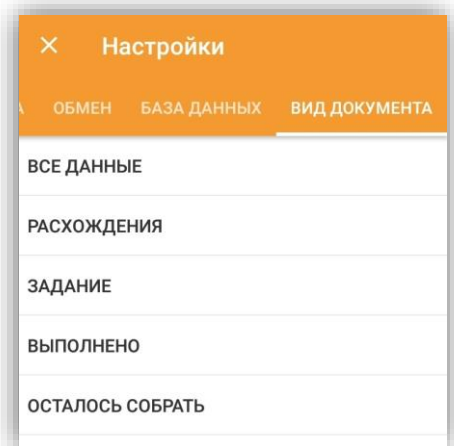 × Настройки
А ОБМЕН БАЗА ДАННЫХ ВИД ДОКУМЕНТА
ВСЕ ДАННЫЕ
РАСХОЖДЕНИЯ
ЗАДАНИЕ
ВЫПОЛНЕНО
ОСТАЛОСЬ СОБРАТЬ